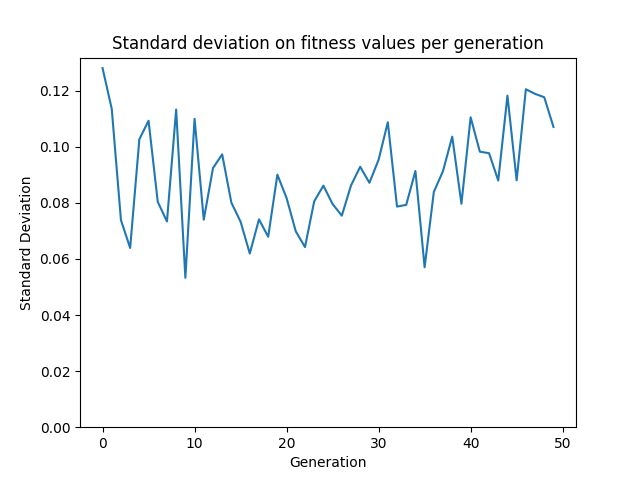 Standard deviation on fitness values per generation
0.12
0.10
0.08
0.06
0.04
0.02
0.00
Standard Deviation
0 10 20 30 40 50
Generation